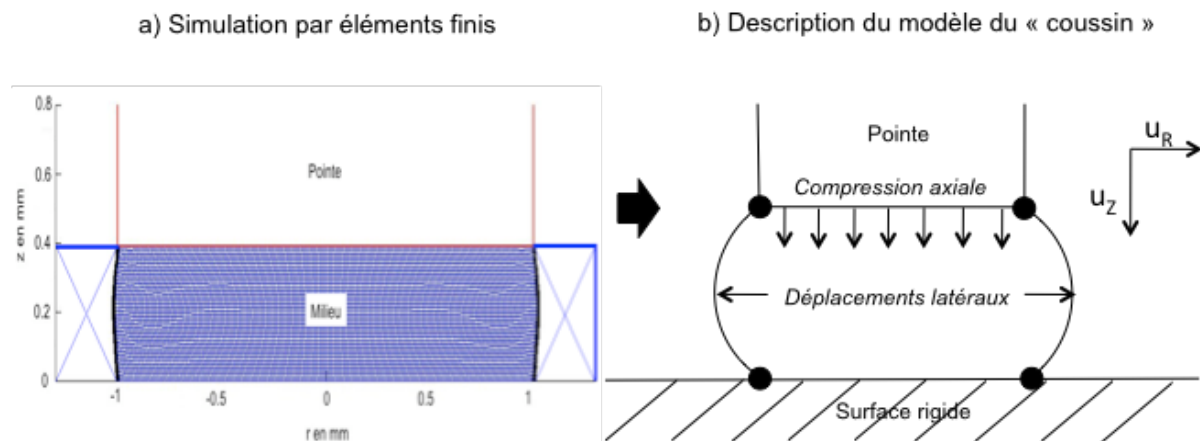 a) Simulation par éléments finis
b) Description du modèle du « coussin »
0.8
0.6
0.4
0.2
0
z en mm
Pointe
Milieu
-1
-0.5
0
0.5
1
r en mm
Pointe
Compression axiale
Déplacements latéraux
Surface rigide
u_R
u_Z